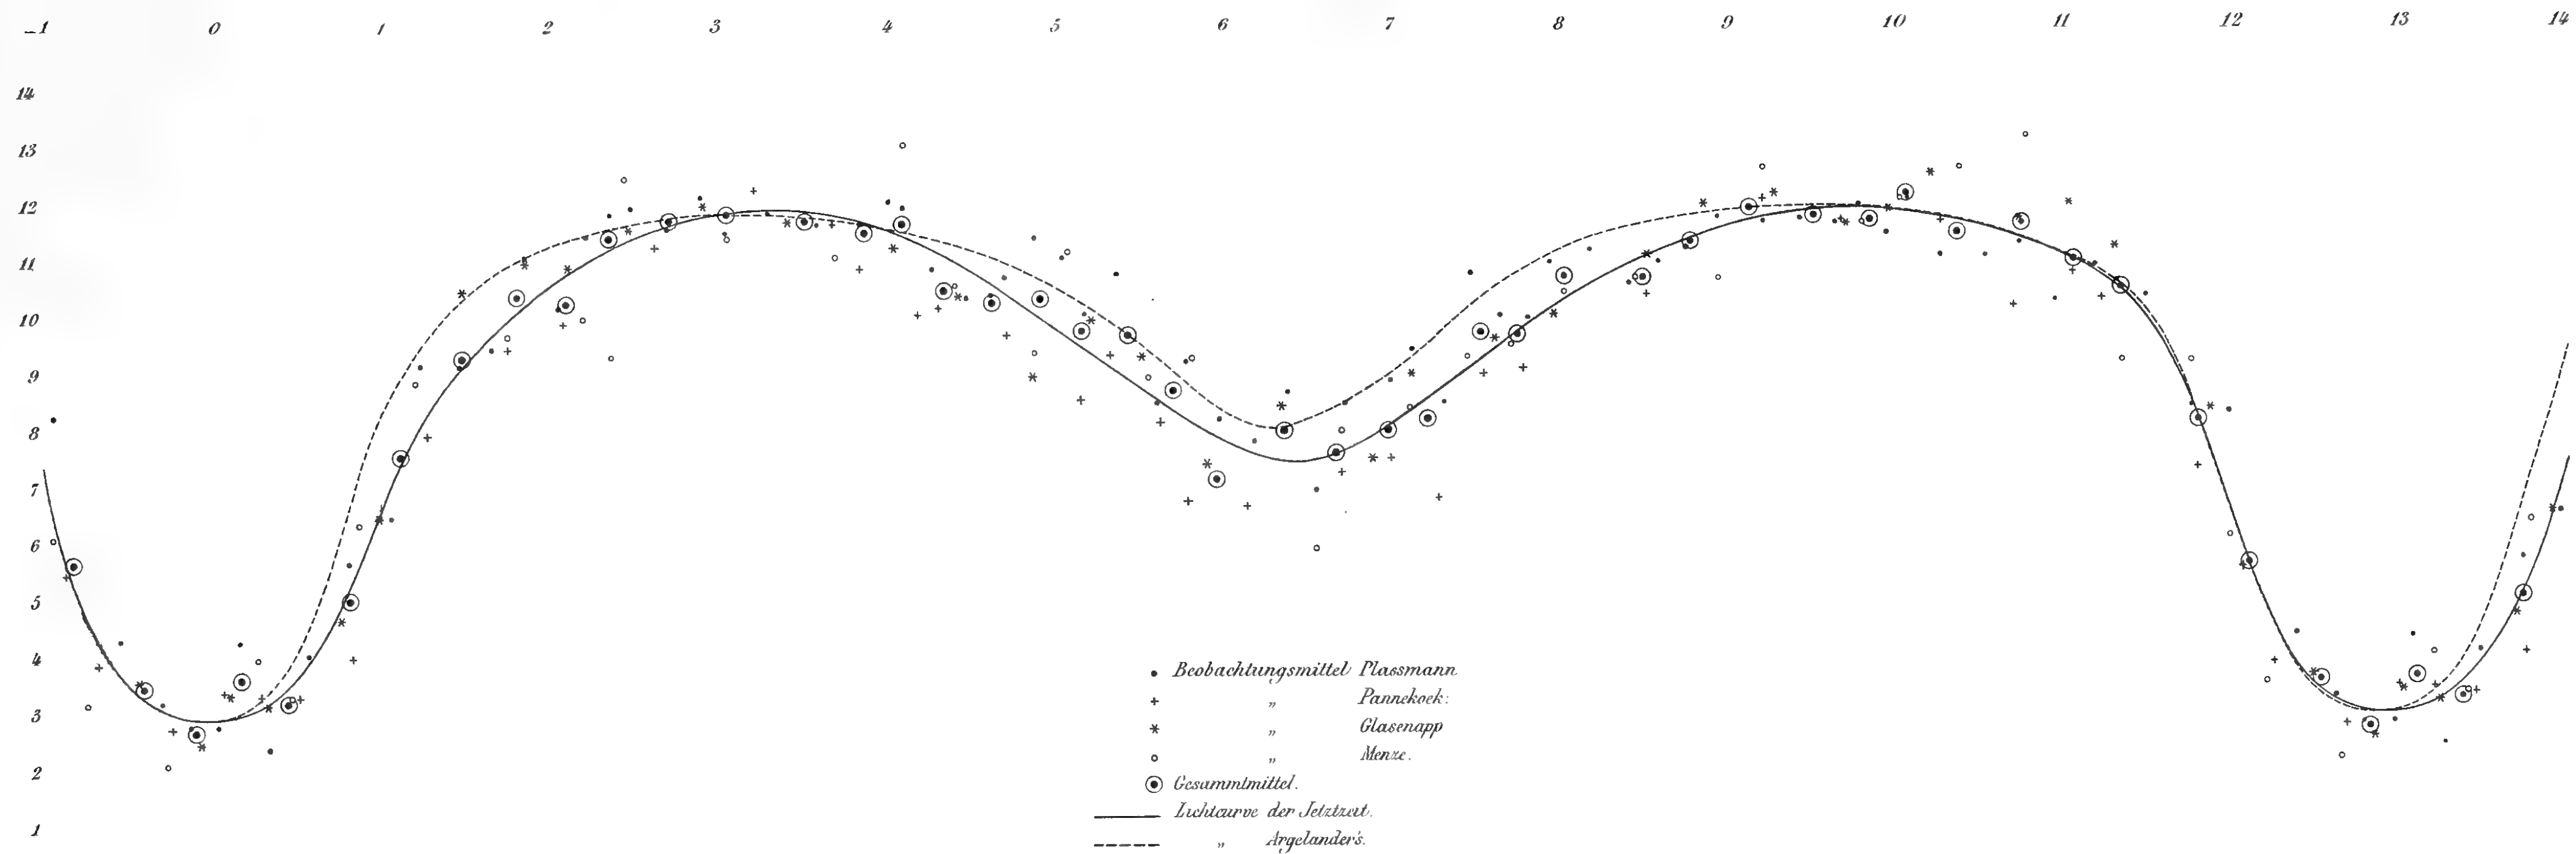 -1 0 1 2 3 4 5 6 7 8 9 10 11 12 13 14
14
13
12
11
10
9
8
7
6
5
4
3
2
1
Beobachtungsmittel Plassmann
„ Pannekoek:
„ Glasenapp
„ Menze.
Gesammtmittel.
Lichtcurve der Jetztzeit.
„ Argelander's.